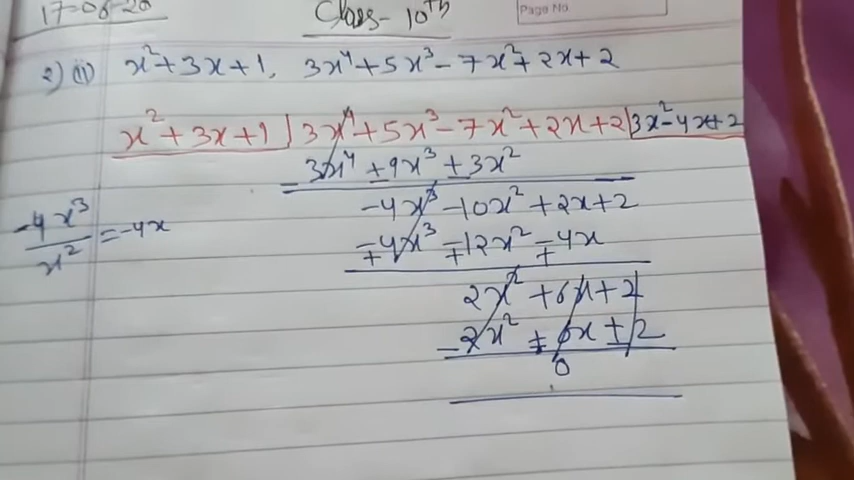 17-06-20
Class- 10th
Page No
2) (ii) x²+3x+1, 3x⁴+5x³-7x²+2x+2
x²+3x+1 ) 3x⁴+5x³-7x²+2x+2 | 3x²-4x+2
3x⁴ +9x³ +3x²
-4x³ -10x² +2x+2
-4x³ -12x² -4x
-4x³/x² = -4x
2x² +6x+2
2x² +6x+2
0